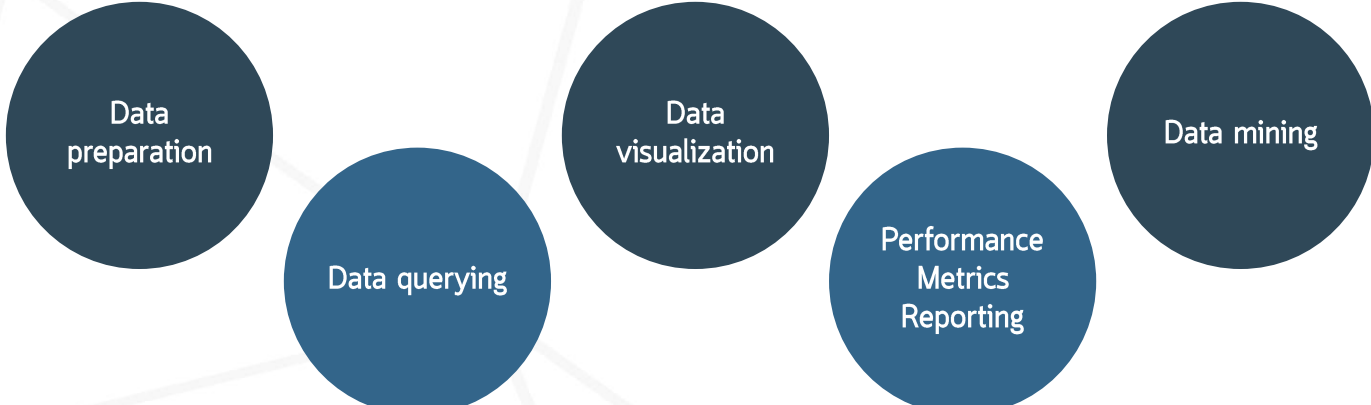 Data
preparation
Data querying
Data
visualization
Performance
Metrics
Reporting
Data mining